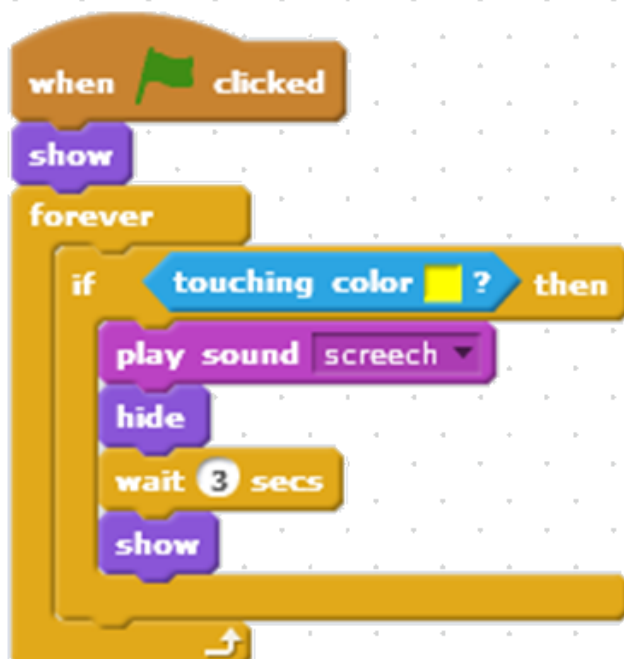 when clicked
show
forever
if touching color ? then
play sound screech
hide
wait 3 secs
show